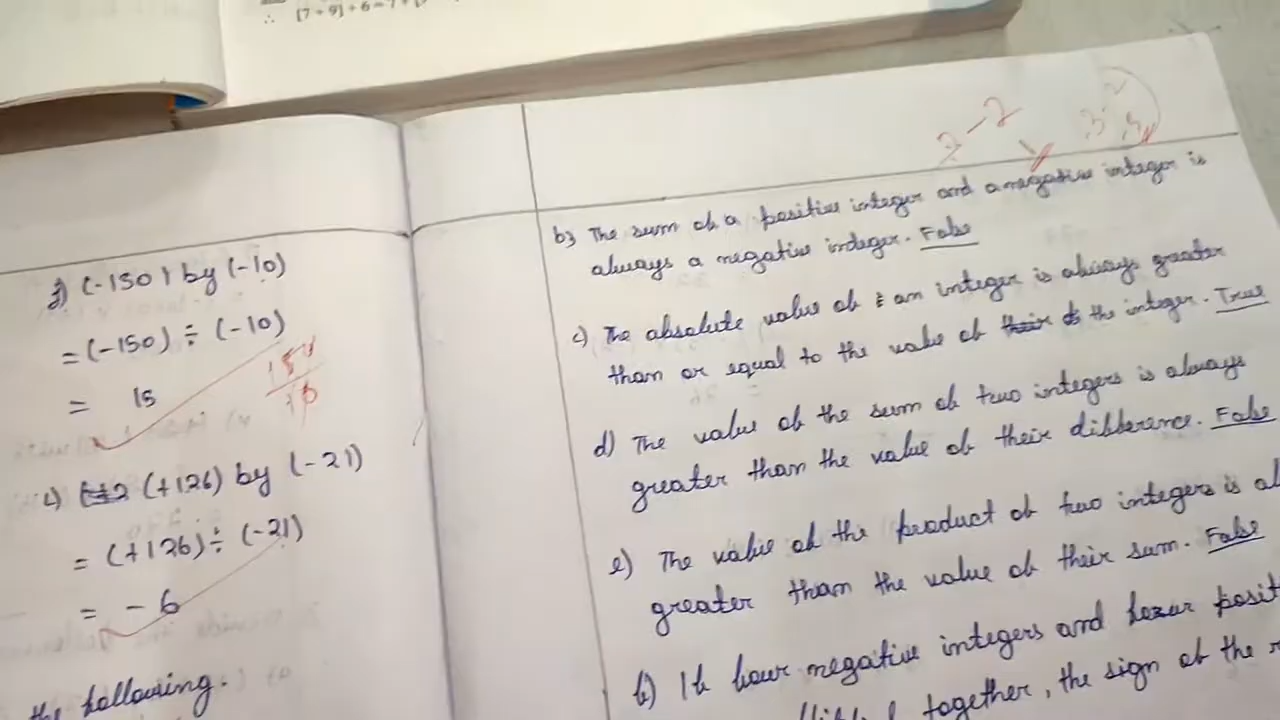 ∴ [7 ÷ 9] + 6 = 7 +
j) (-150) by (-10)
= (-150) ÷ (-10)
= 15
c) (+126) by (-21)
= (+126) ÷ (-21)
= -6
the following.
b) The sum of a positive integer and a negative integer is
always a negative integer. False
c) The absolute value of an integer is always greater
than or equal to the value of the integer. True
d) The value of the sum of two integers is always
greater than the value of their difference. False
e) The value of the product of two integers is al
greater than the value of their sum. False
f) If four negative integers and four posit
together, the sign of the